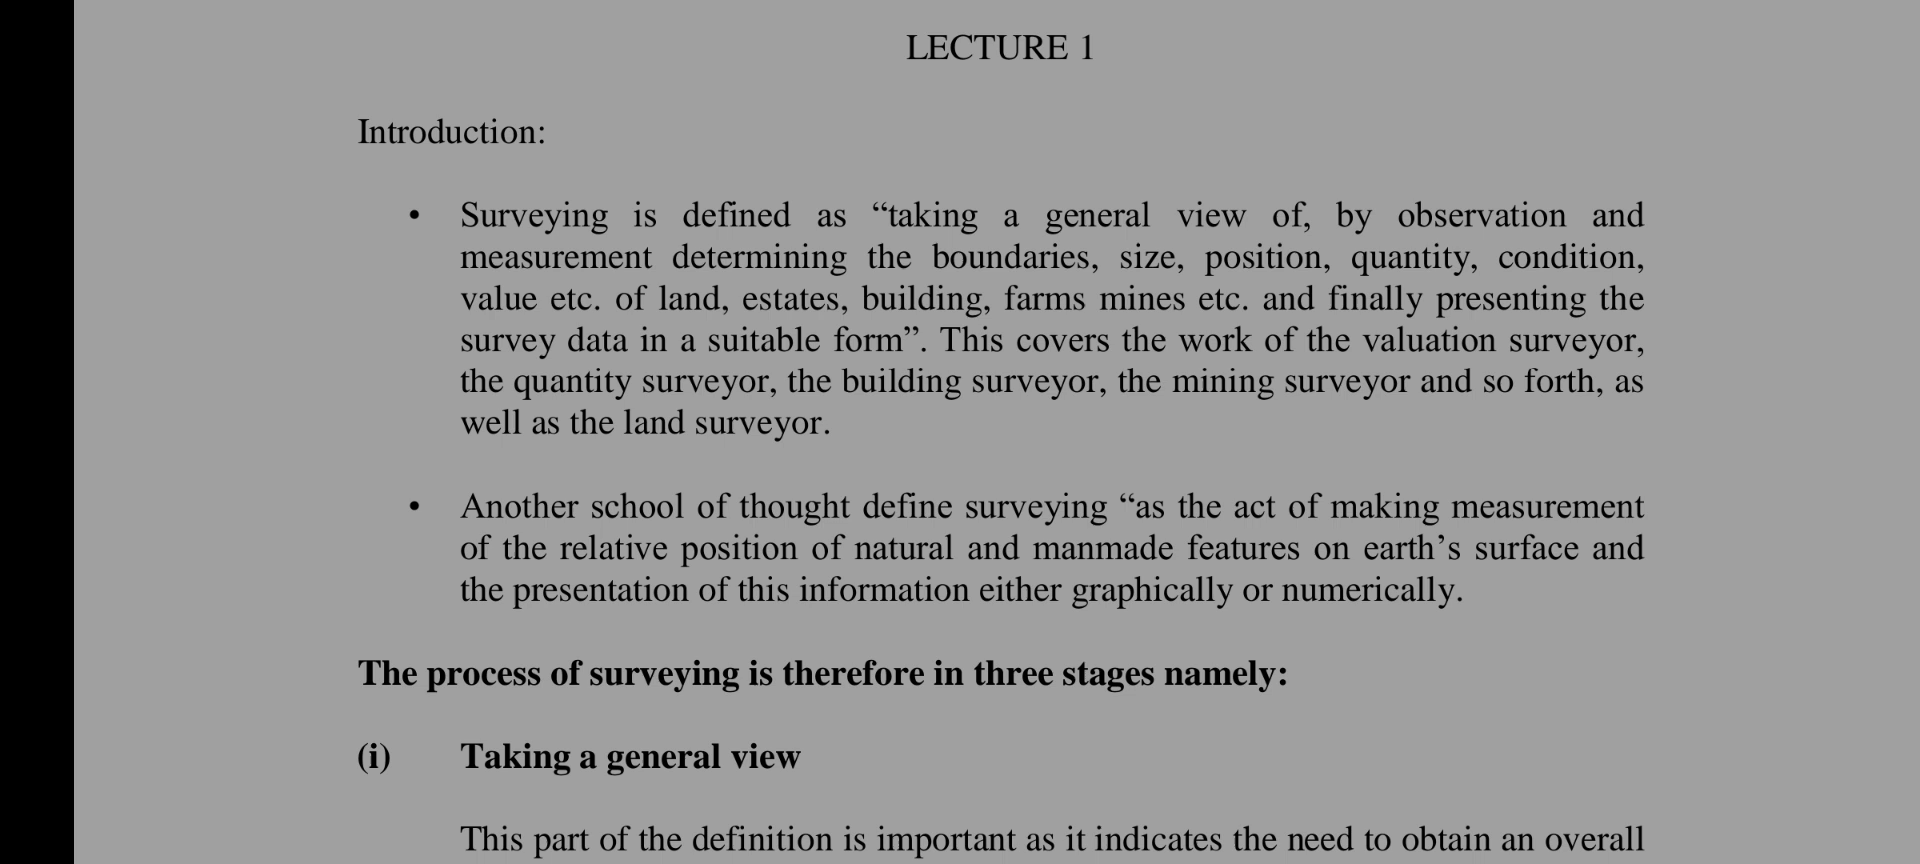 LECTURE 1
Introduction:
• Surveying is defined as “taking a general view of, by observation and
measurement determining the boundaries, size, position, quantity, condition,
value etc. of land, estates, building, farms mines etc. and finally presenting the
survey data in a suitable form”. This covers the work of the valuation surveyor,
the quantity surveyor, the building surveyor, the mining surveyor and so forth, as
well as the land surveyor.
• Another school of thought define surveying “as the act of making measurement
of the relative position of natural and manmade features on earth’s surface and
the presentation of this information either graphically or numerically.
The process of surveying is therefore in three stages namely:
(i) Taking a general view
This part of the definition is important as it indicates the need to obtain an overall